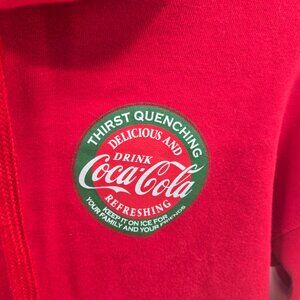 THIRST QUENCHING
DELICIOUS AND
DRINK
Coca-Cola
REFRESHING
KEEP IT ON ICE FOR
YOUR FAMILY AND YOUR FRIENDS